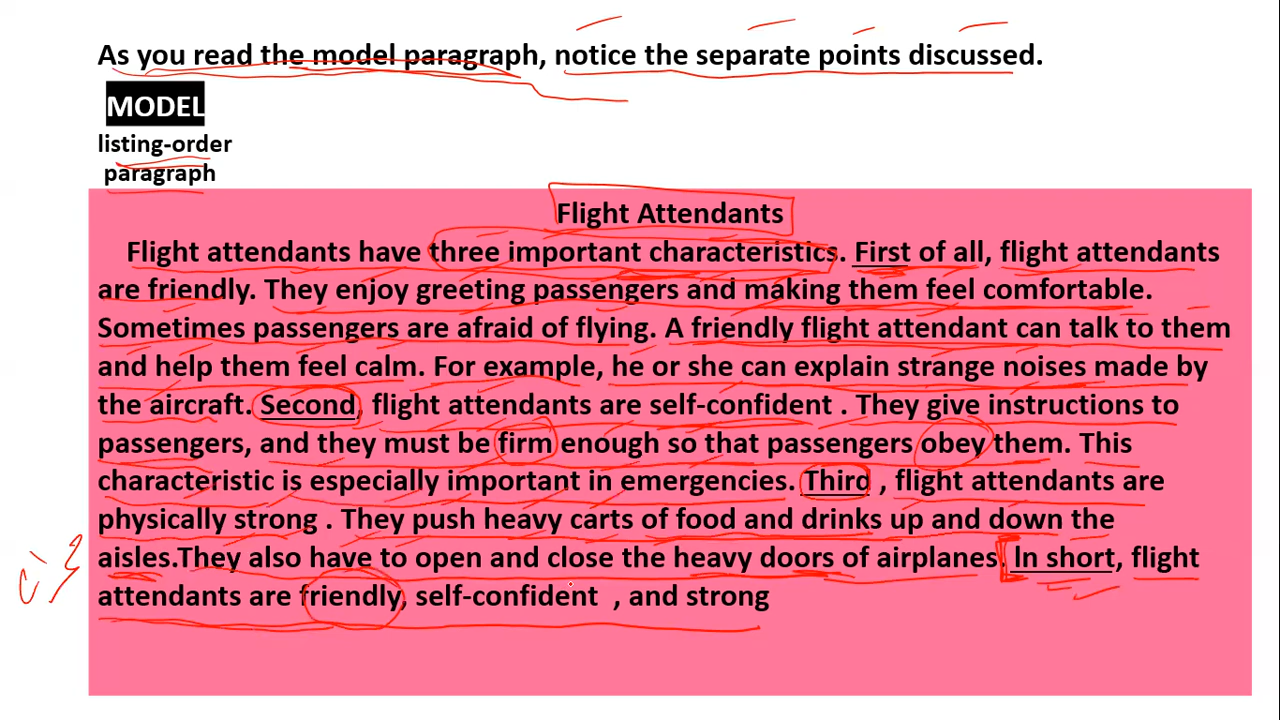 As you read the model paragraph, notice the separate points discussed.
MODEL
listing-order
paragraph
Flight Attendants
Flight attendants have three important characteristics. First of all, flight attendants
are friendly. They enjoy greeting passengers and making them feel comfortable.
Sometimes passengers are afraid of flying. A friendly flight attendant can talk to them
and help them feel calm. For example, he or she can explain strange noises made by
the aircraft. Second, flight attendants are self-confident . They give instructions to
passengers, and they must be firm enough so that passengers obey them. This
characteristic is especially important in emergencies. Third , flight attendants are
physically strong . They push heavy carts of food and drinks up and down the
aisles.They also have to open and close the heavy doors of airplanes. In short, flight
attendants are friendly, self-confident , and strong